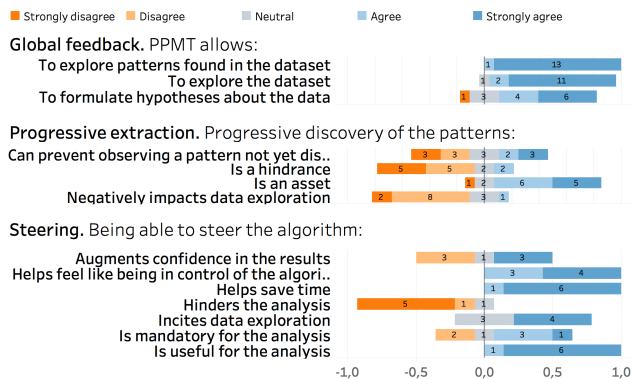 Strongly disagree Disagree Neutral Agree Strongly agree
Global feedback. PPMT allows:
To explore patterns found in the dataset 1 13
To explore the dataset 1 2 11
To formulate hypotheses about the data 1 3 4 6
Progressive extraction. Progressive discovery of the patterns:
Can prevent observing a pattern not yet dis.. 3 3 3 2 3
Is a hindrance 5 5 2 2
Is an asset 1 2 6 5
Negatively impacts data exploration 2 8 3 1
Steering. Being able to steer the algorithm:
Augments confidence in the results 3 1 3
Helps feel like being in control of the algori.. 3 4
Helps save time 1 6
Hinders the analysis 5 1 1
Incites data exploration 3 4
Is mandatory for the analysis 2 1 3 1
Is useful for the analysis 1 6
-1,0 -0,5 0,0 0,5 1,0